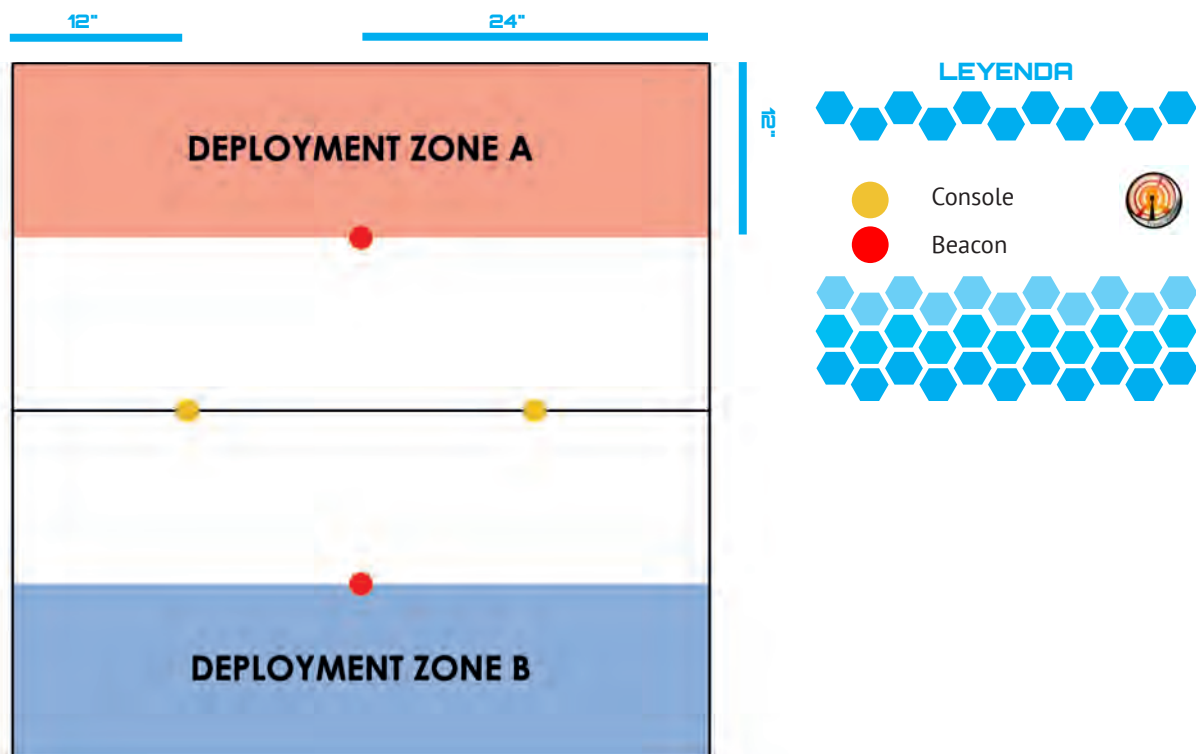 12"
24"
LEYENDA
12"
DEPLOYMENT ZONE A
Console
Beacon
DEPLOYMENT ZONE B